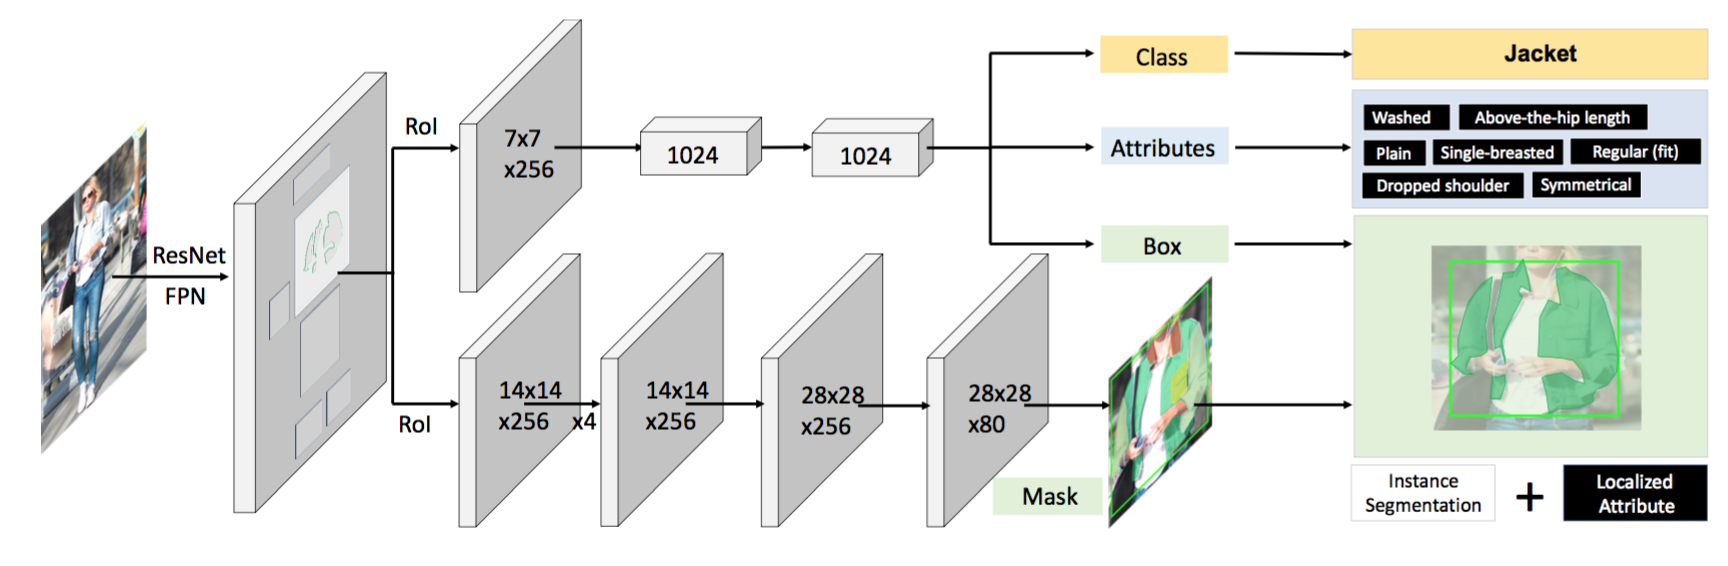 ResNet
FPN
RoI
7x7
x256
1024
1024
Class
Attributes
Box
Jacket
Washed
Above-the-hip length
Plain
Single-breasted
Regular (fit)
Dropped shoulder
Symmetrical
RoI
14x14
x256
x4
14x14
x256
28x28
x256
28x28
x80
Mask
Instance
Segmentation
+
Localized
Attribute